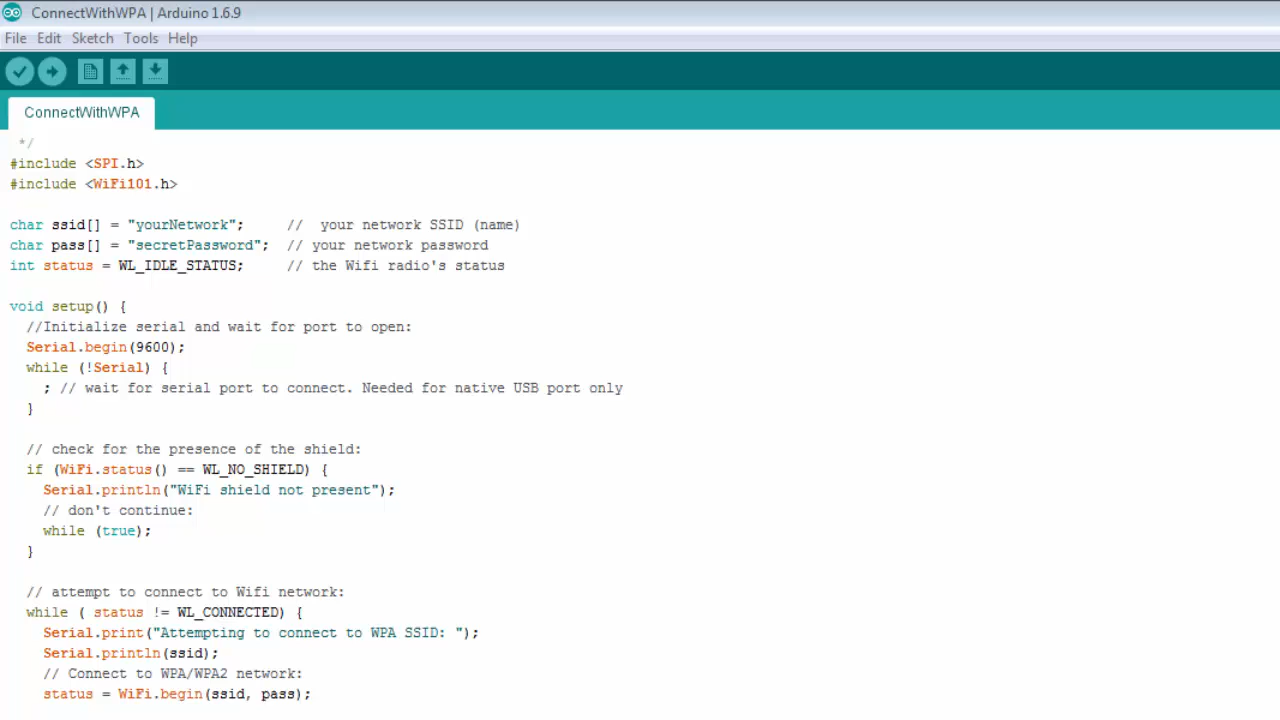 ConnectWithWPA | Arduino 1.6.9
File Edit Sketch Tools Help
ConnectWithWPA
*/
#include <SPI.h>
#include <WiFi101.h>
char ssid[] = "yourNetwork";     //  your network SSID (name)
char pass[] = "secretPassword";  // your network password
int status = WL_IDLE_STATUS;     // the Wifi radio's status
void setup() {
  //Initialize serial and wait for port to open:
  Serial.begin(9600);
  while (!Serial) {
    ; // wait for serial port to connect. Needed for native USB port only
  }
  // check for the presence of the shield:
  if (WiFi.status() == WL_NO_SHIELD) {
    Serial.println("WiFi shield not present");
    // don't continue:
    while (true);
  }
  // attempt to connect to Wifi network:
  while ( status != WL_CONNECTED) {
    Serial.print("Attempting to connect to WPA SSID: ");
    Serial.println(ssid);
    // Connect to WPA/WPA2 network:
    status = WiFi.begin(ssid, pass);